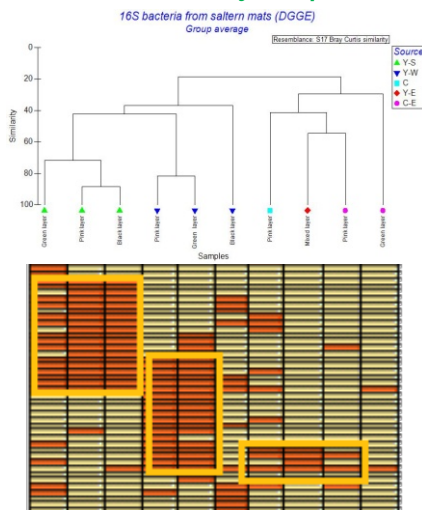 16S bacteria from saltern mats (DGGE)
Group average
Resemblance: S17 Bray Curtis similarity
Source
Y-S
Y-W
C
Y-E
C-E
Similarity
0
20
40
60
80
100
Green layer
Pink layer
Black layer
Pink layer
Green layer
Black layer
Pink layer
Mixed layer
Pink layer
Green layer
Samples